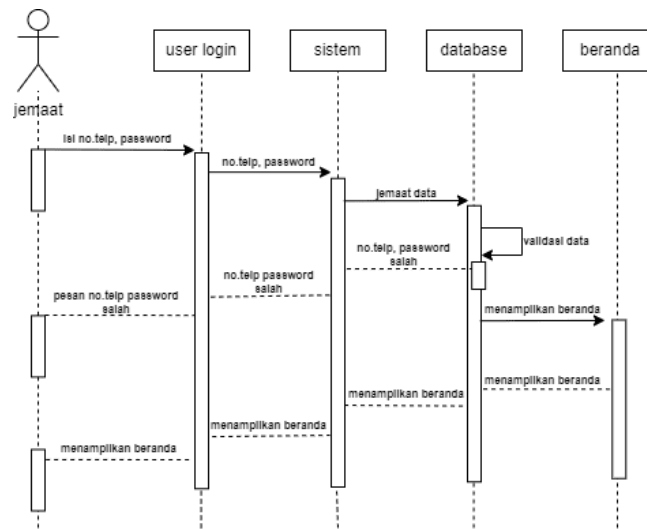 user login
sistem
database
beranda
jemaat
isi no.telp, password
no.telp, password
jemaat data
validasi data
no.telp, password
salah
no.telp password
salah
pesan no.telp password
salah
menampilkan beranda
menampilkan beranda
menampilkan beranda
menampilkan beranda
menampilkan beranda